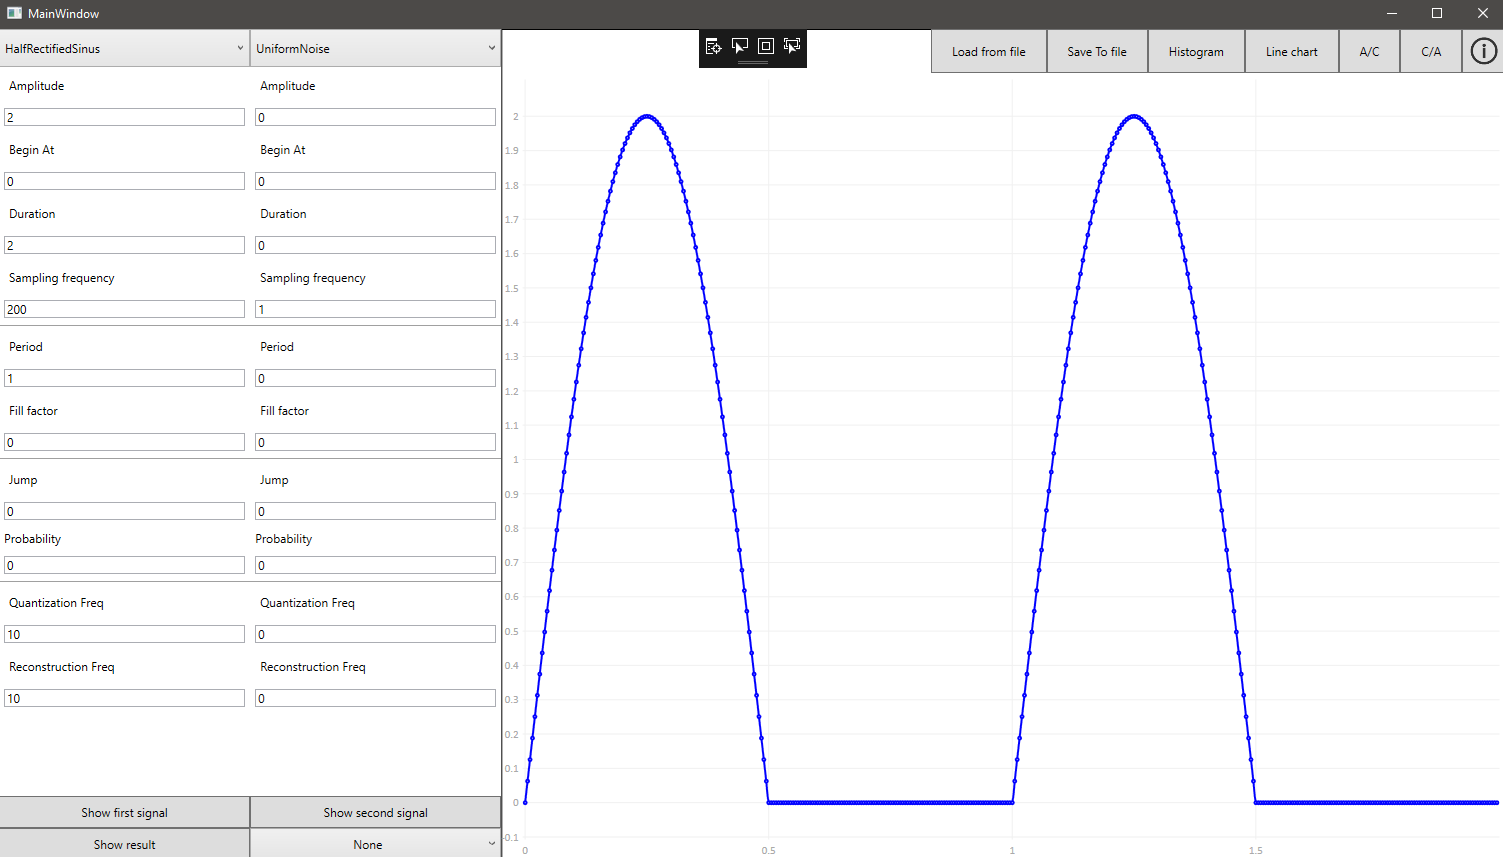 MainWindow
HalfRectifiedSinus UniformNoise
Load from file Save To file Histogram Line chart A/C C/A
Amplitude Amplitude
2 0
Begin At Begin At
0 0
Duration Duration
2 0
Sampling frequency Sampling frequency
200 1
Period Period
1 0
Fill factor Fill factor
0 0
Jump Jump
0 0
Probability Probability
0 0
Quantization Freq Quantization Freq
10 0
Reconstruction Freq Reconstruction Freq
10 0
Show first signal Show second signal
Show result None
2
1.9
1.8
1.7
1.6
1.5
1.4
1.3
1.2
1.1
1
0.9
0.8
0.7
0.6
0.5
0.4
0.3
0.2
0.1
0
-0.1
0 0.5 1 1.5